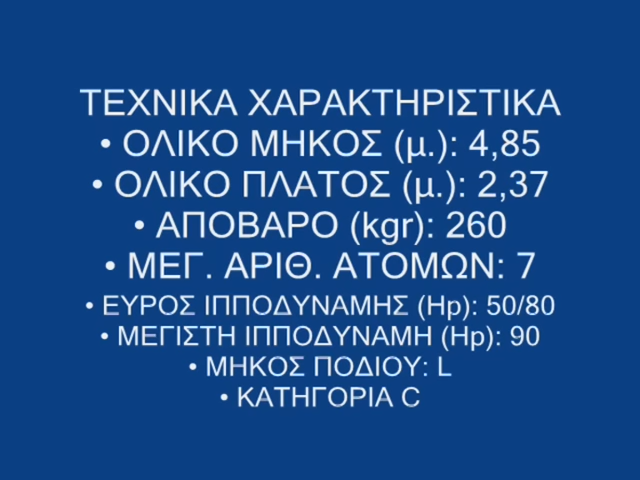 ΤΕΧΝΙΚΑ ΧΑΡΑΚΤΗΡΙΣΤΙΚΑ
• ΟΛΙΚΟ ΜΗΚΟΣ (μ.): 4,85
• ΟΛΙΚΟ ΠΛΑΤΟΣ (μ.): 2,37
• ΑΠΟΒΑΡΟ (kgr): 260
• ΜΕΓ. ΑΡΙΘ. ΑΤΟΜΩΝ: 7
• ΕΥΡΟΣ ΙΠΠΟΔΥΝΑΜΗΣ (Hp): 50/80
• ΜΕΓΙΣΤΗ ΙΠΠΟΔΥΝΑΜΗ (Hp): 90
• ΜΗΚΟΣ ΠΟΔΙΟΥ: L
• ΚΑΤΗΓΟΡΙΑ C